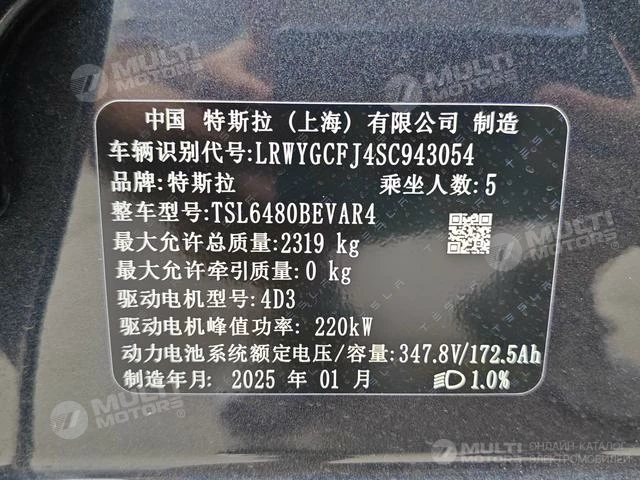 MULTI
MOTORS
MULTI
MOTORS
中国 特斯拉 (上海) 有限公司 制造
车辆识别代号:LRWYGCFJ4SC943054
品牌:特斯拉 乘坐人数:5
整车型号:TSL6480BEVAR4
最大允许总质量:2319 kg
最大允许牵引质量:0 kg
驱动电机型号:4D3
驱动电机峰值功率: 220kW
动力电池系统额定电压/容量:347.8V/172.5Ah
制造年月: 2025 年 01 月 1.0%
TESLA
MULTI
MOTORS
MULTI
MOTORS
ОНЛАЙН-КАТАЛОГ
ЭЛЕКТРОМОБИЛЕЙ